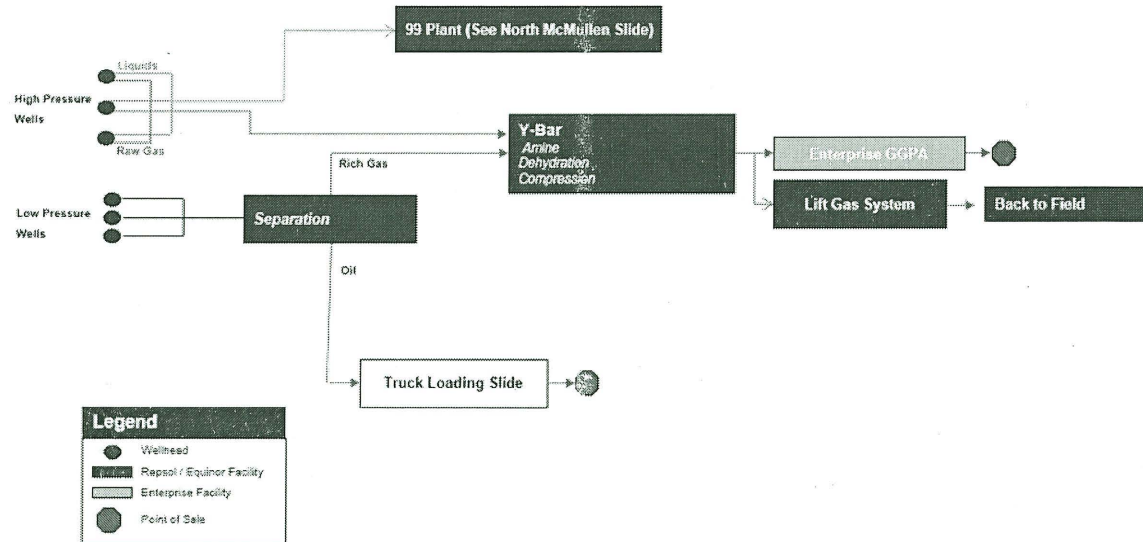 99 Plant (See North McMullen Slide)
Liquids
High Pressure
Wells
Raw Gas
Y-Bar
Amine
Dehydration
Compression
Rich Gas
Enterprise GGPA
Low Pressure
Wells
Separation
Lift Gas System
Back to Field
Oil
Truck Loading Slide
Legend
Wellhead
Repsol / Equinor Facility
Enterprise Facility
Point of Sale